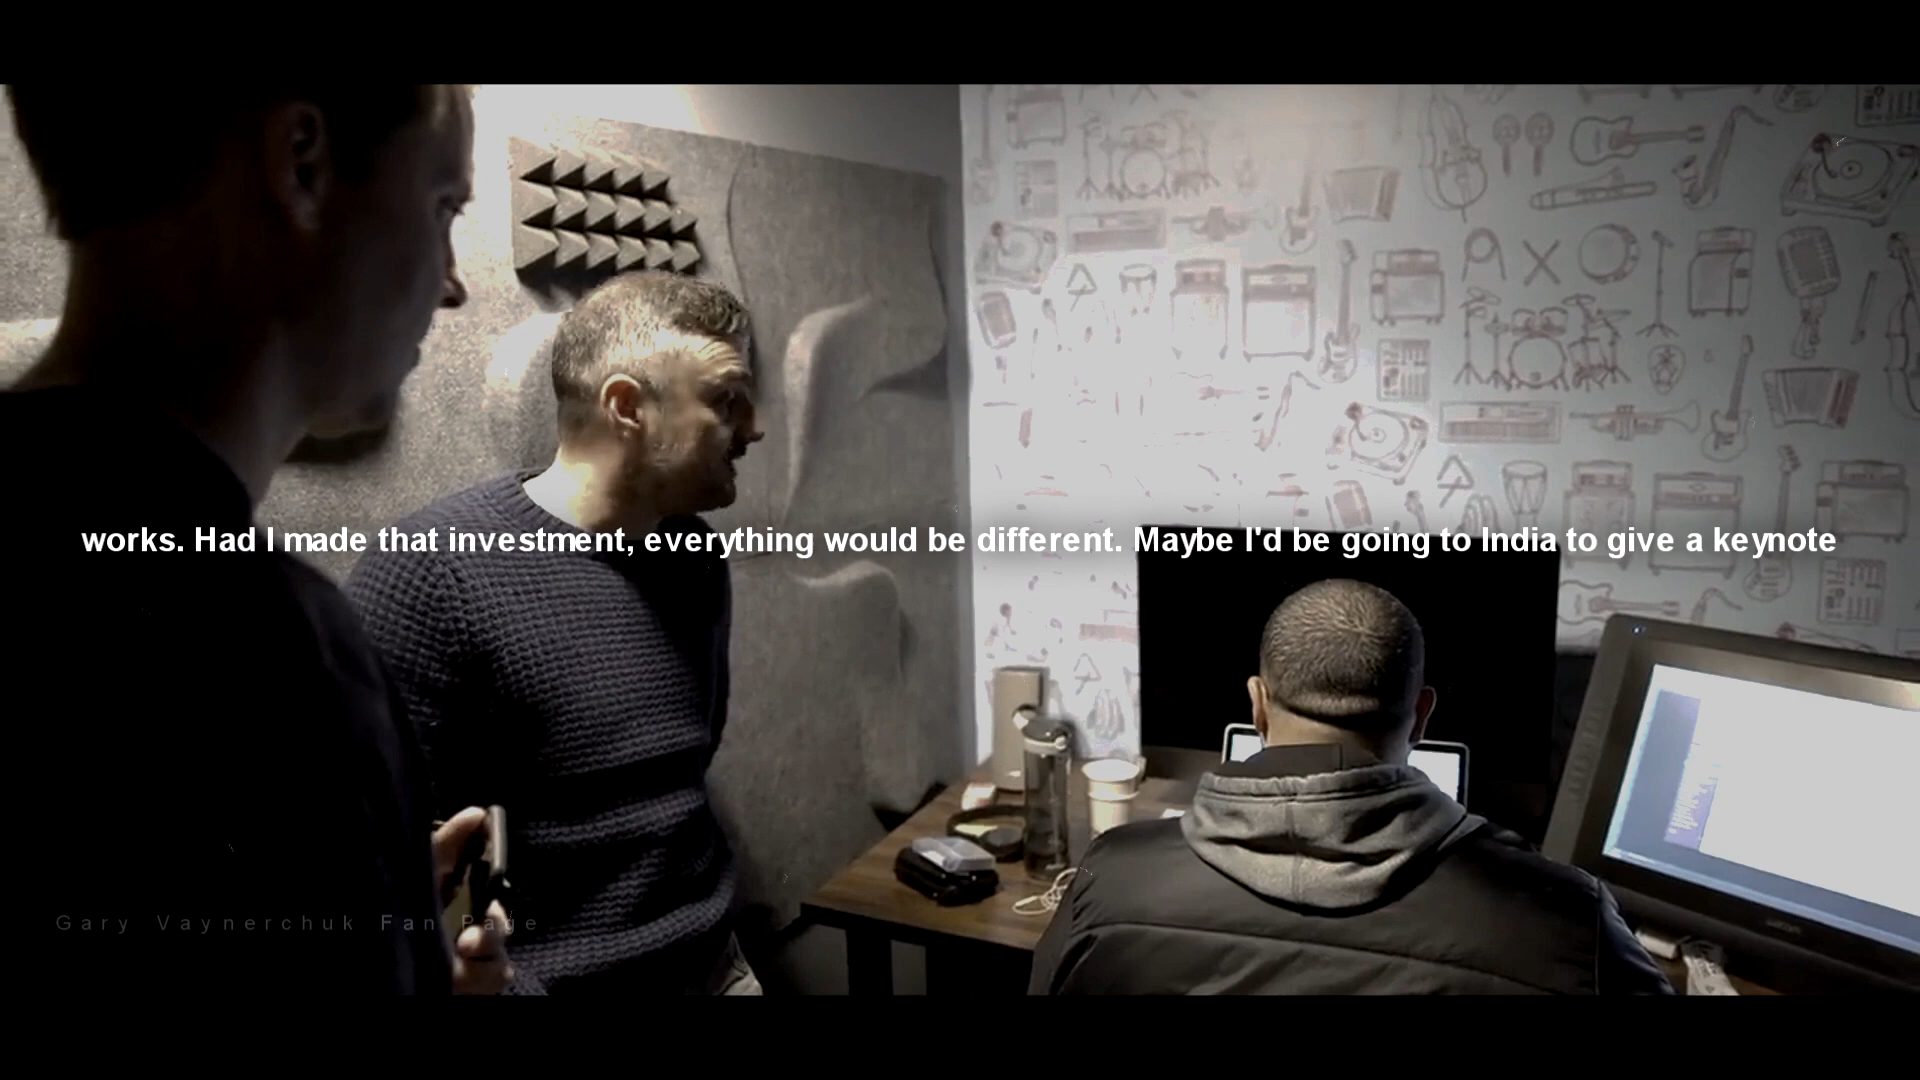 works. Had I made that investment, everything would be different. Maybe I'd be going to India to give a keynote
Gary Vaynerchuk Fan Page